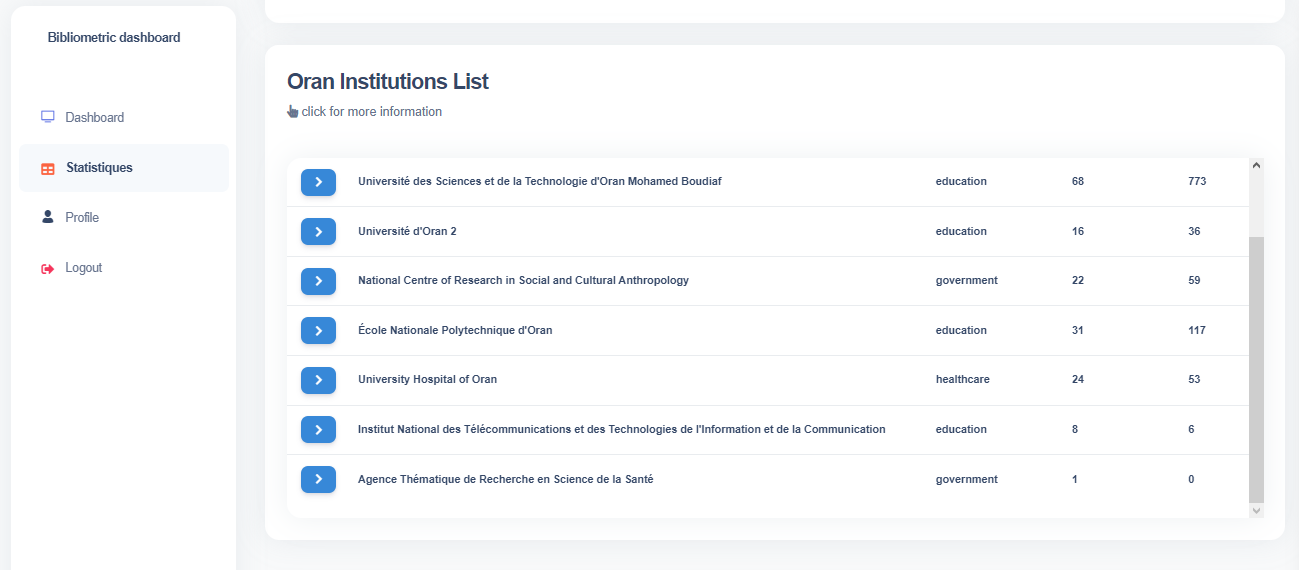 Bibliometric dashboard
Dashboard
Statistiques
Profile
Logout
Oran Institutions List
click for more information
Université des Sciences et de la Technologie d'Oran Mohamed Boudiaf education 68 773
Université d'Oran 2 education 16 36
National Centre of Research in Social and Cultural Anthropology government 22 59
École Nationale Polytechnique d'Oran education 31 117
University Hospital of Oran healthcare 24 53
Institut National des Télécommunications et des Technologies de l'Information et de la Communication education 8 6
Agence Thématique de Recherche en Science de la Santé government 1 0